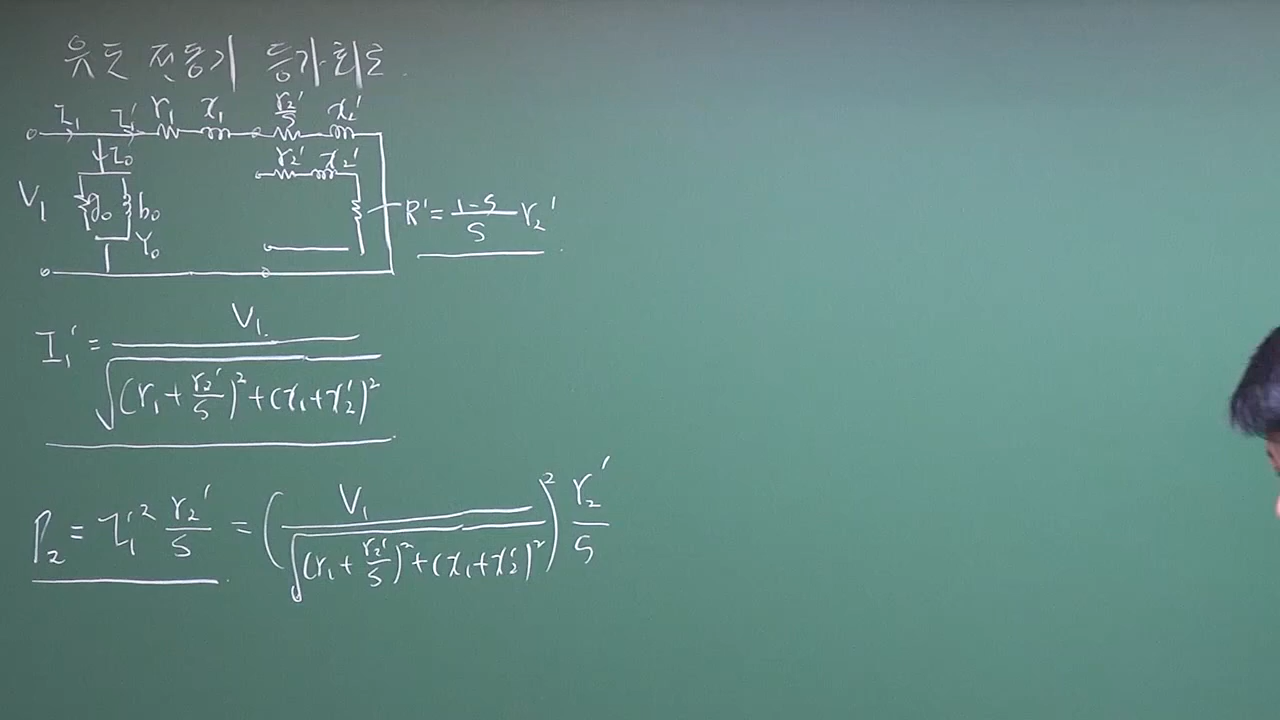 유도 전동기 등가회로.
I₁ I₁' r₁ x₁ r₂'/s x₂'
I₀ r₂' x₂'
V₁ g₀ b₀ R' = (1-s)/s r₂'
Y₀
I₁' = V₁ / √((r₁ + r₂'/s)² + (x₁ + x₂')²)
P₂ = I₁'² r₂'/s = (V₁ / √((r₁ + r₂'/s)² + (x₁ + x₂')²))² r₂'/s